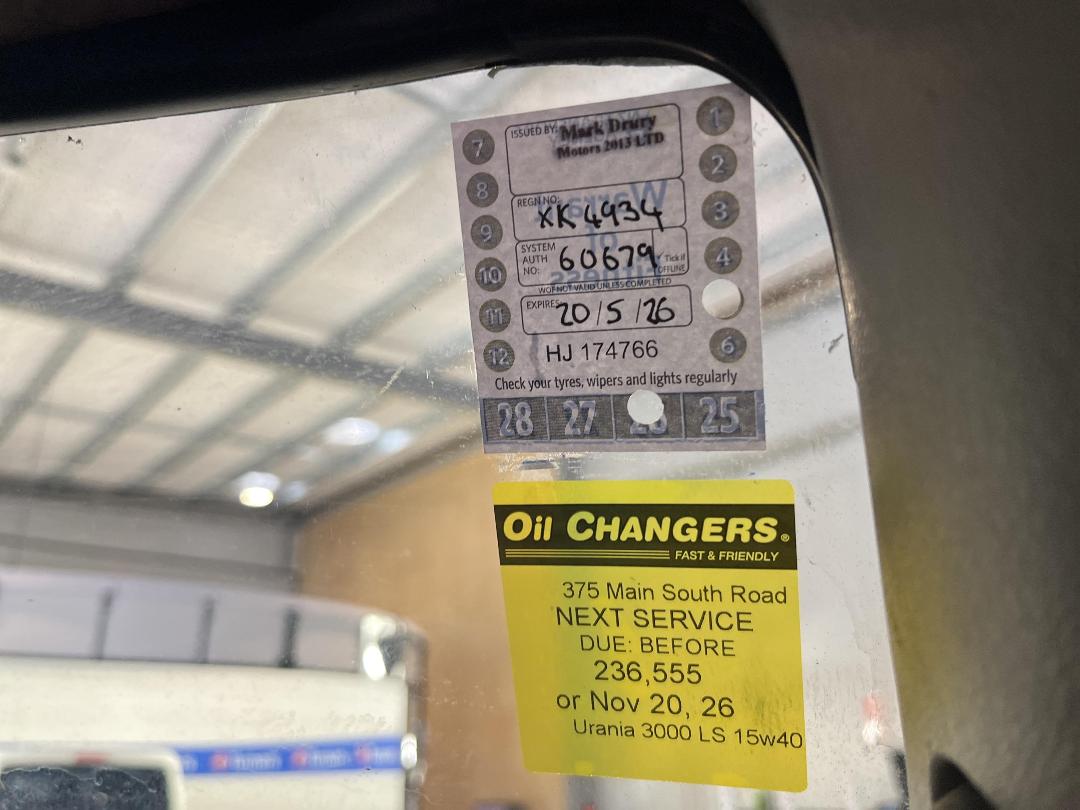 ISSUED BY: Mark Drury
Motors 2013 LTD
REGN NO: XK4934
SYSTEM AUTH NO: 60679 Tick if OFFLINE
WOF NOT VALID UNLESS COMPLETED
EXPIRES 20/5/26
HJ 174766
Check your tyres, wipers and lights regularly
7 8 9 10 11 12
1 2 3 4 6
28 27 25
Warrant
of
Fitness
Oil CHANGERS®
FAST & FRIENDLY
375 Main South Road
NEXT SERVICE
DUE: BEFORE
236,555
or Nov 20, 26
Urania 3000 LS 15w40